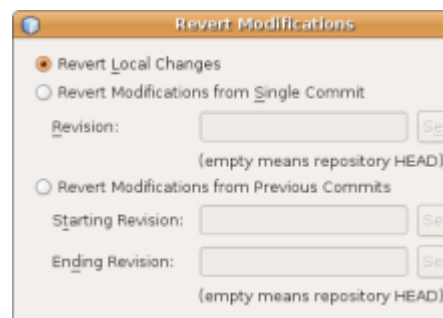 Revert Modifications
Revert Local Changes
Revert Modifications from Single Commit
Revision:
(empty means repository HEAD)
Revert Modifications from Previous Commits
Starting Revision:
Ending Revision:
(empty means repository HEAD)